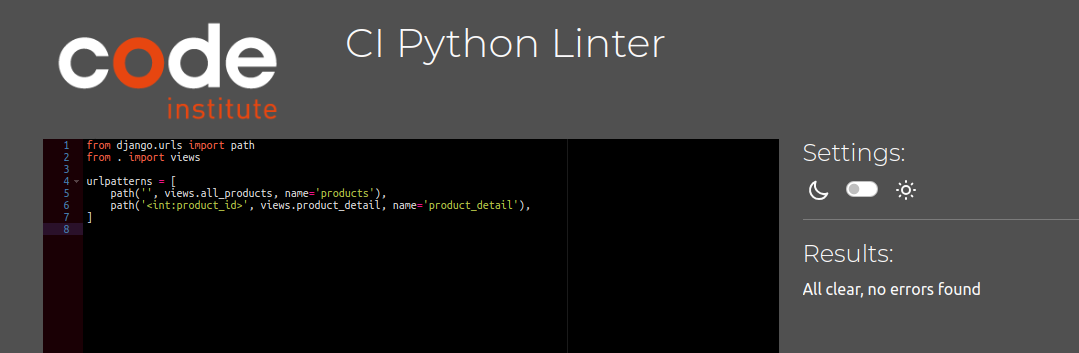 code
institute
CI Python Linter
1 from django.urls import path
2 from . import views
3
4 urlpatterns = [
5     path('', views.all_products, name='products'),
6     path('<int:product_id>', views.product_detail, name='product_detail'),
7 ]
8
Settings:
Results:
All clear, no errors found